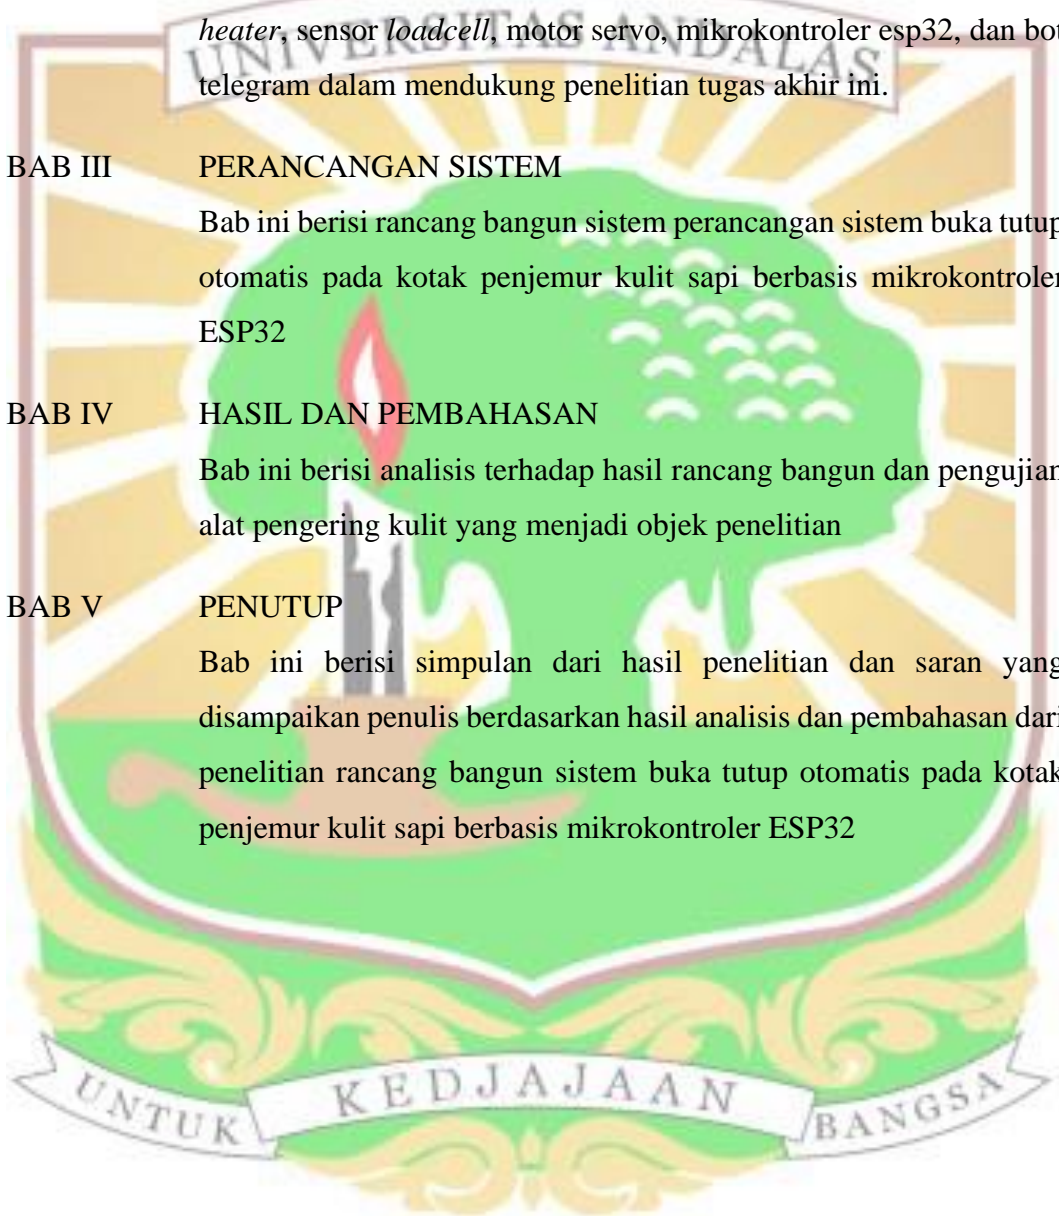 heater, sensor loadcell, motor servo, mikrokontroler esp32, dan bot
UNIVERSITAS ANDALAS
telegram dalam mendukung penelitian tugas akhir ini.
BAB III PERANCANGAN SISTEM
Bab ini berisi rancang bangun sistem perancangan sistem buka tutup
otomatis pada kotak penjemur kulit sapi berbasis mikrokontroler
ESP32
BAB IV HASIL DAN PEMBAHASAN
Bab ini berisi analisis terhadap hasil rancang bangun dan pengujian
alat pengering kulit yang menjadi objek penelitian
BAB V PENUTUP
Bab ini berisi simpulan dari hasil penelitian dan saran yang
disampaikan penulis berdasarkan hasil analisis dan pembahasan dari
penelitian rancang bangun sistem buka tutup otomatis pada kotak
penjemur kulit sapi berbasis mikrokontroler ESP32
UNTUK KEDJAJAAN BANGSA